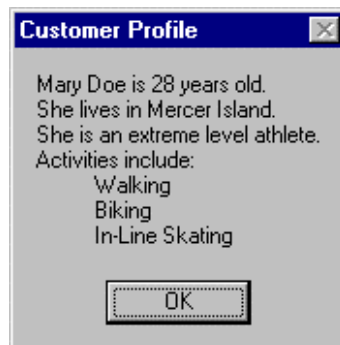 Customer Profile
Mary Doe is 28 years old.
She lives in Mercer Island.
She is an extreme level athlete.
Activities include:
Walking
Biking
In-Line Skating
OK